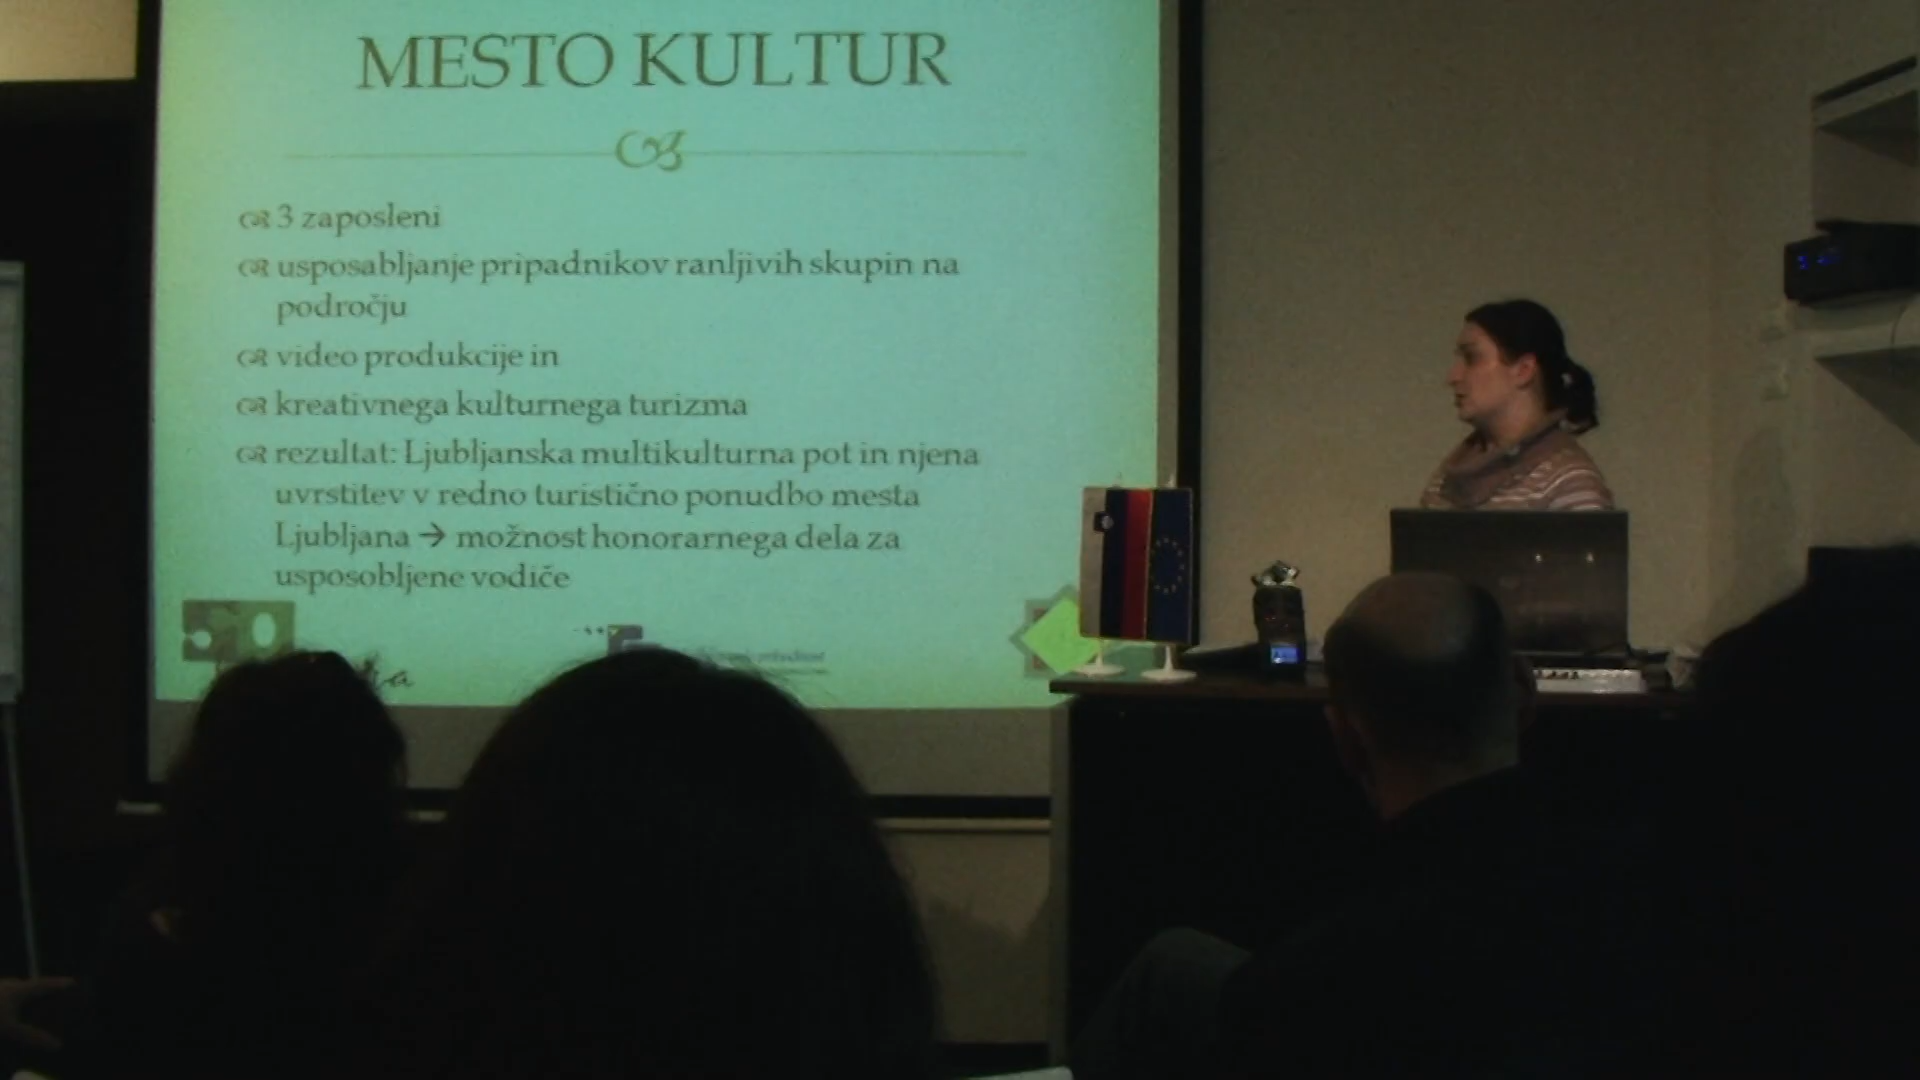 MESTO KULTUR
3 zaposleni
usposabljanje pripadnikov ranljivih skupin na
področju
video produkcije in
kreativnega kulturnega turizma
rezultat: Ljubljanska multikulturna pot in njena
uvrstitev v redno turistično ponudbo mesta
Ljubljana → možnost honorarnega dela za
usposobljene vodiče